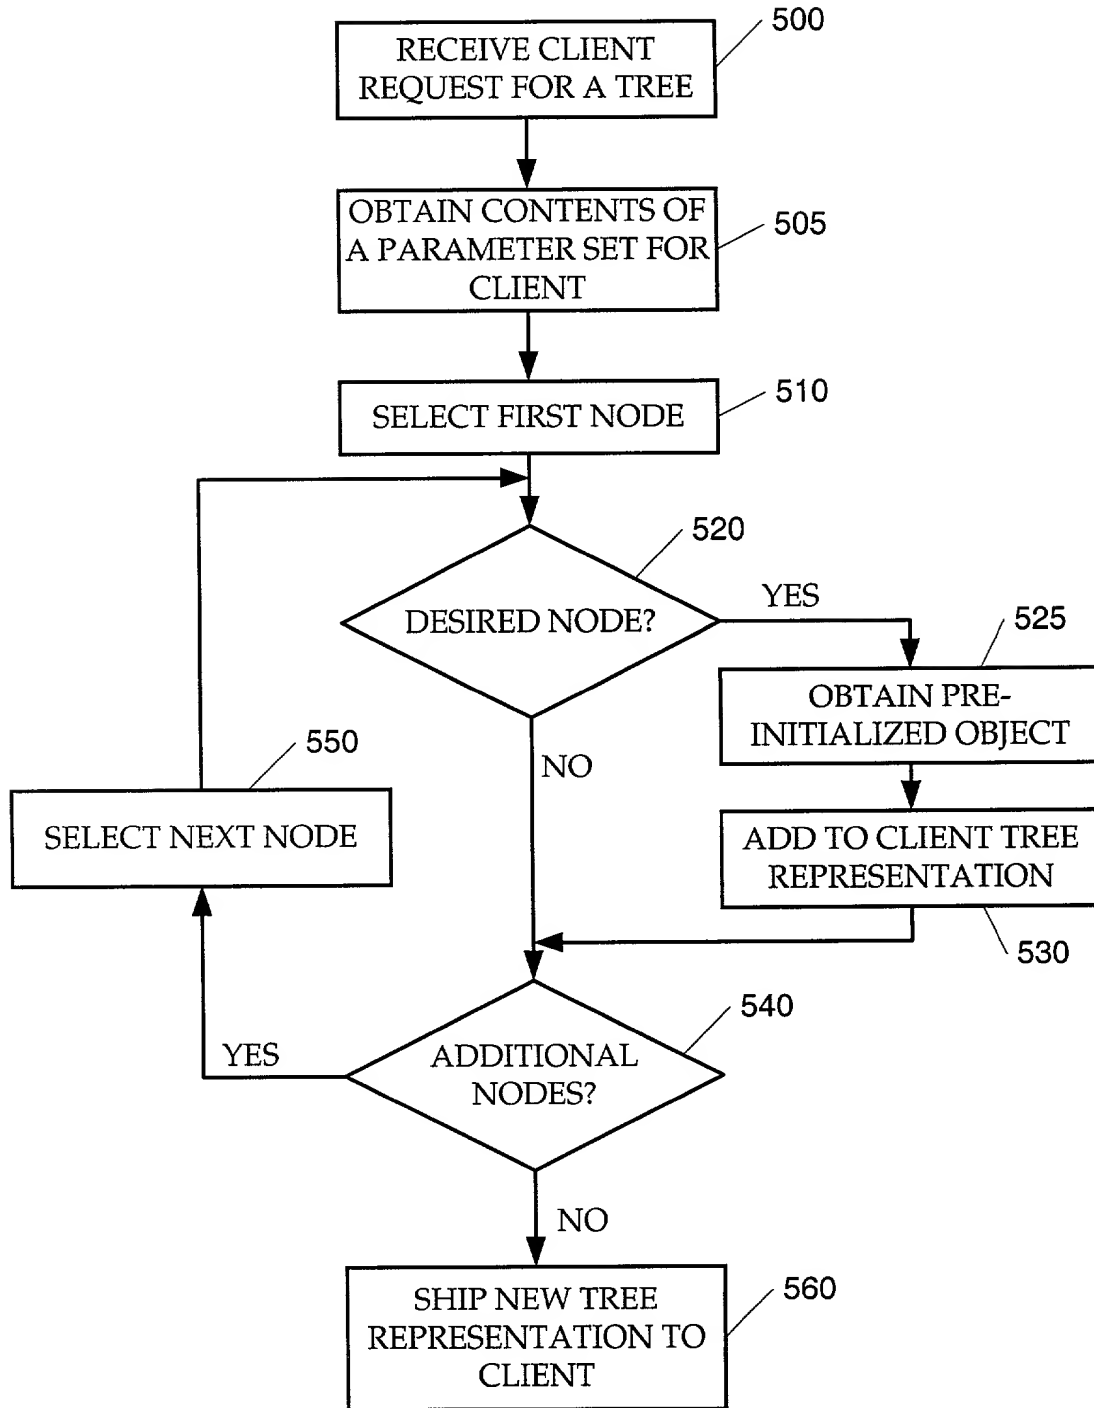 500
RECEIVE CLIENT
REQUEST FOR A TREE
OBTAIN CONTENTS OF
A PARAMETER SET FOR
CLIENT
505
SELECT FIRST NODE
510
520
DESIRED NODE?
YES
525
OBTAIN PRE-
INITIALIZED OBJECT
NO
550
SELECT NEXT NODE
ADD TO CLIENT TREE
REPRESENTATION
530
540
ADDITIONAL
NODES?
YES
NO
SHIP NEW TREE
REPRESENTATION TO
CLIENT
560